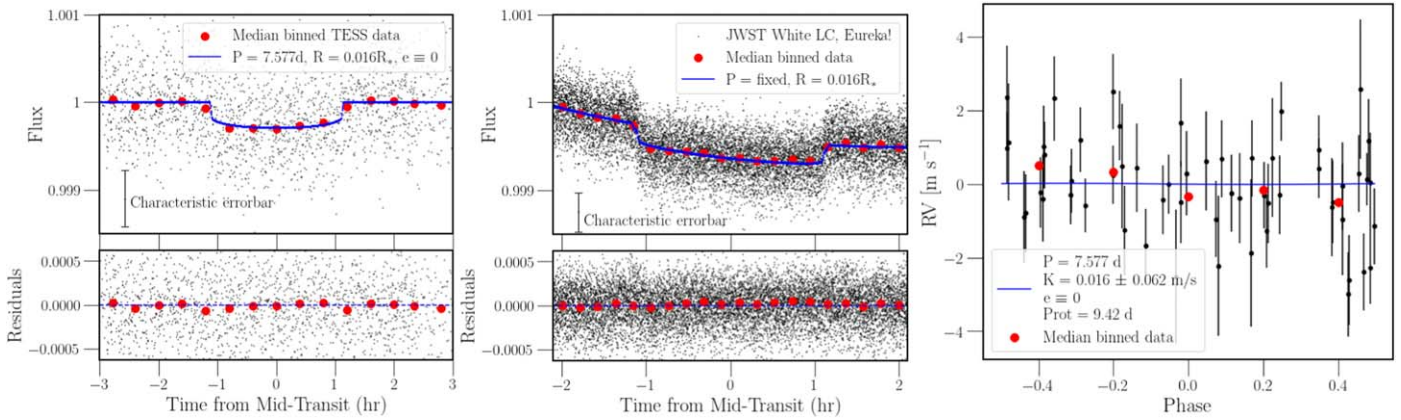 1.001
1
0.999
Flux
Median binned TESS data
P = 7.577d, R = 0.016R*, e ≡ 0
Characteristic errorbar
0.0005
0.0000
−0.0005
Residuals
−3 −2 −1 0 1 2 3
Time from Mid-Transit (hr)
1.001
1
0.999
Flux
JWST White LC, Eureka!
Median binned data
P = fixed, R = 0.016R*
Characteristic errorbar
0.0005
0.0000
−0.0005
Residuals
−2 −1 0 1 2
Time from Mid-Transit (hr)
4
2
0
−2
−4
RV [m s⁻¹]
P = 7.577 d
K = 0.016 ± 0.062 m/s
e ≡ 0
Prot = 9.42 d
Median binned data
−0.4 −0.2 0.0 0.2 0.4
Phase